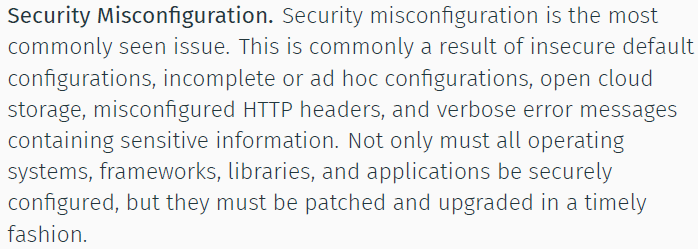 Security Misconfiguration. Security misconfiguration is the most
commonly seen issue. This is commonly a result of insecure default
configurations, incomplete or ad hoc configurations, open cloud
storage, misconfigured HTTP headers, and verbose error messages
containing sensitive information. Not only must all operating
systems, frameworks, libraries, and applications be securely
configured, but they must be patched and upgraded in a timely
fashion.